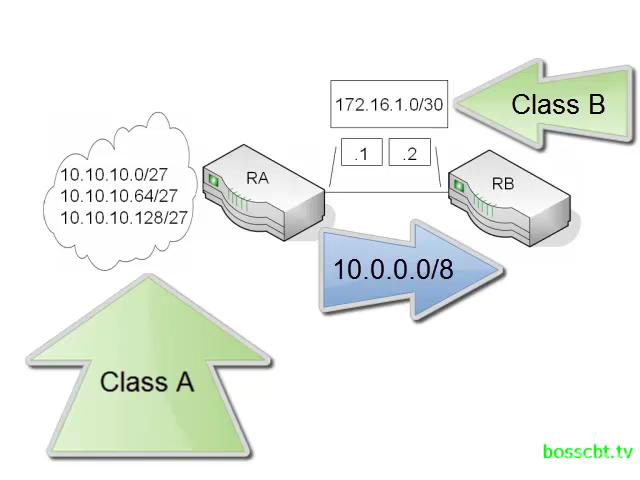 172.16.1.0/30
Class B
.1
.2
10.10.10.0/27
10.10.10.64/27
10.10.10.128/27
RA
RB
10.0.0.0/8
Class A
bosscbt.tv